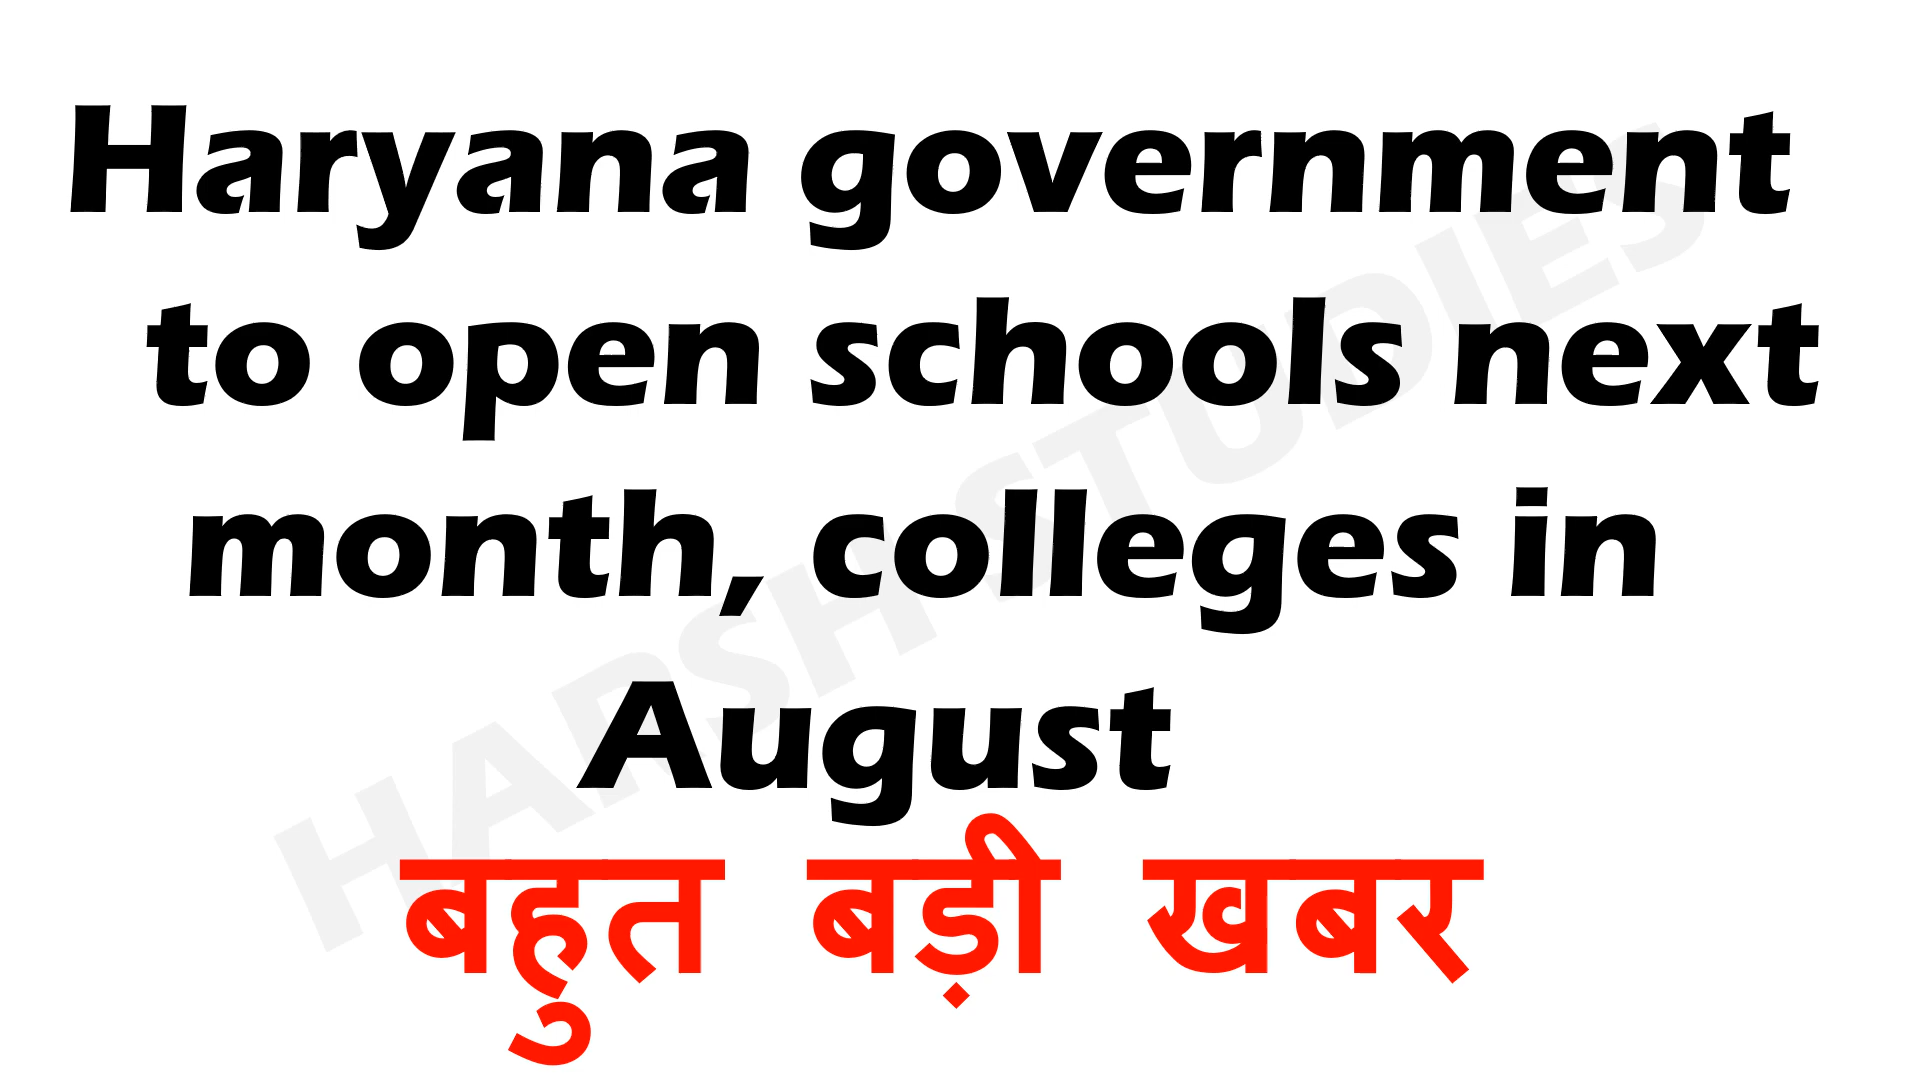 Haryana government
to open schools next
month, colleges in
August
बहुत बड़ी खबर
HARSH STUDIES